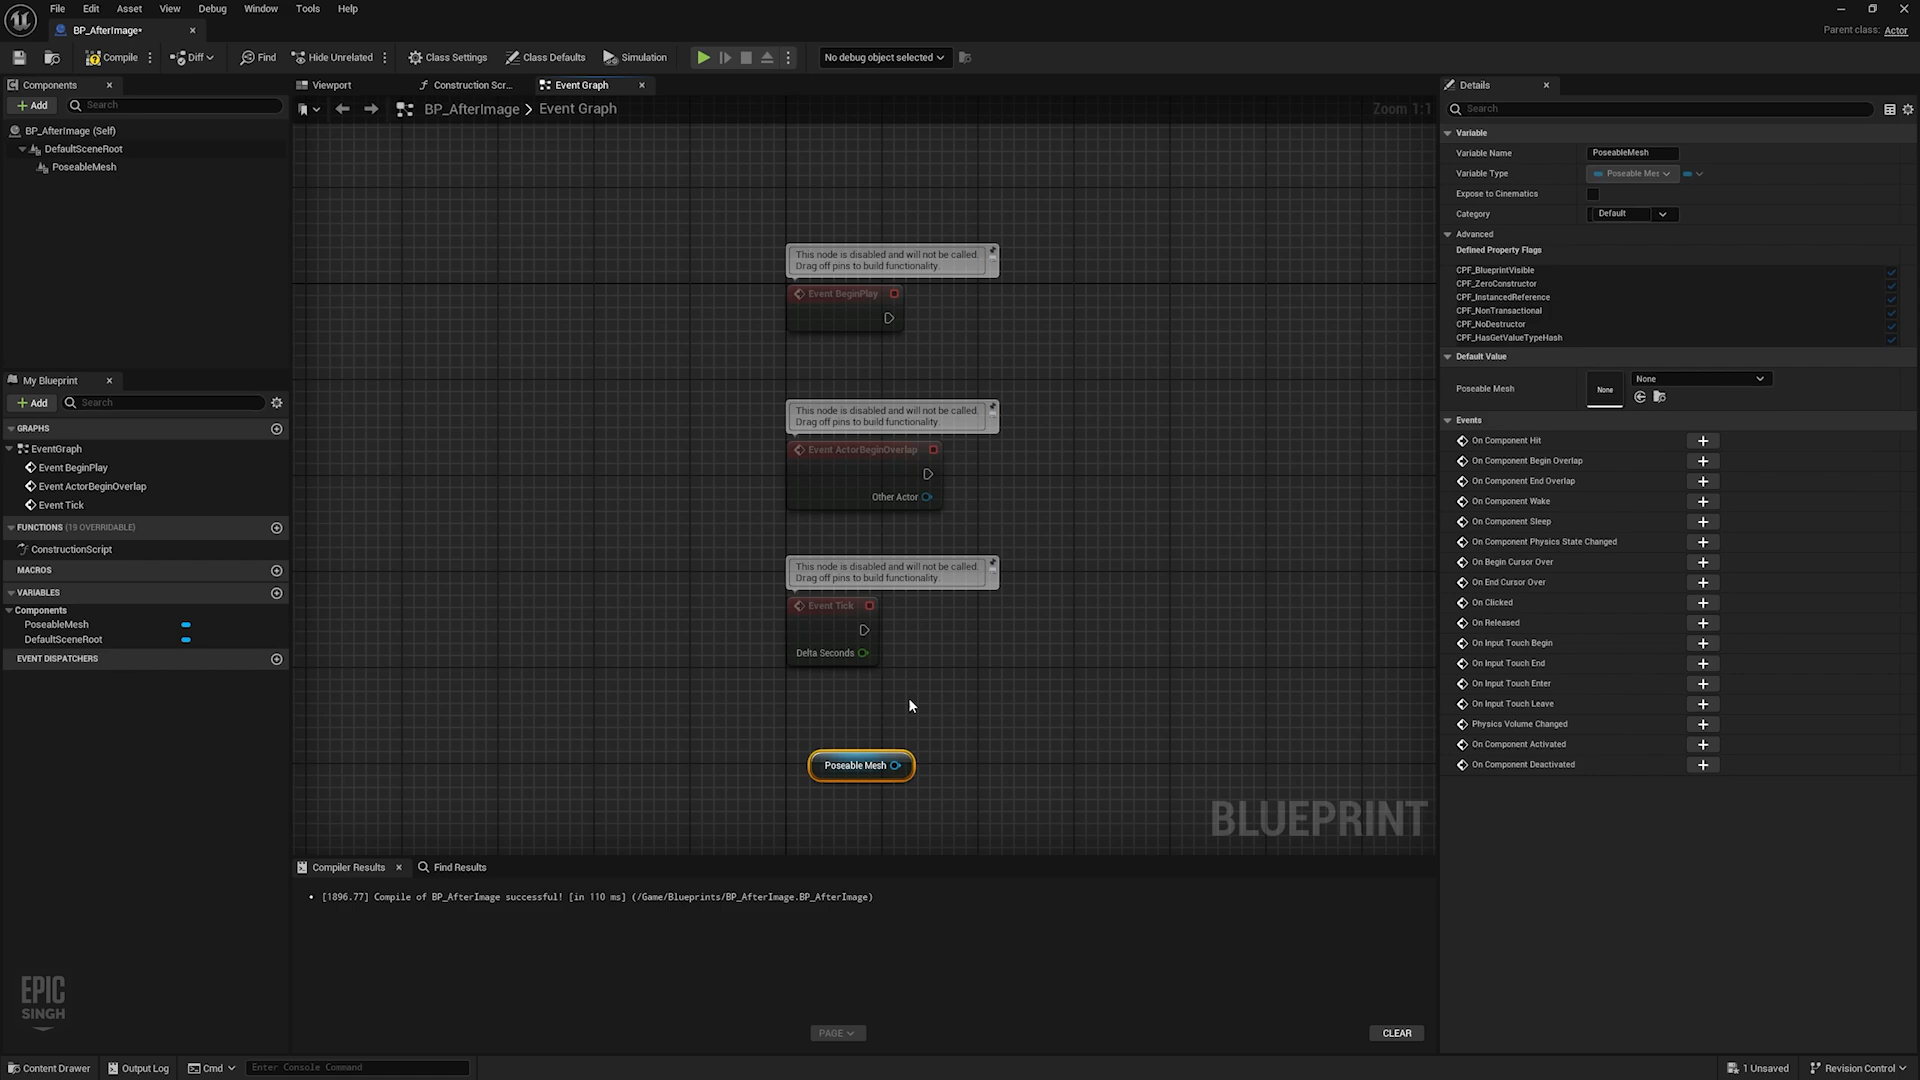 File Edit Asset View Debug Window Tools Help
BP_AfterImage*
Parent class: Actor
Compile Diff Find Hide Unrelated Class Settings Class Defaults Simulation No debug object selected
Components
Add Search
BP_AfterImage (Self)
DefaultSceneRoot
PoseableMesh
My Blueprint
Add Search
GRAPHS
EventGraph
Event BeginPlay
Event ActorBeginOverlap
Event Tick
FUNCTIONS (19 OVERRIDABLE)
ConstructionScript
MACROS
VARIABLES
Components
PoseableMesh
DefaultSceneRoot
EVENT DISPATCHERS
EPIC
SINGH
Viewport Construction Scr... Event Graph
BP_AfterImage > Event Graph Zoom 1:1
This node is disabled and will not be called.
Drag off pins to build functionality.
Event BeginPlay
This node is disabled and will not be called.
Drag off pins to build functionality.
Event ActorBeginOverlap
Other Actor
This node is disabled and will not be called.
Drag off pins to build functionality.
Event Tick
Delta Seconds
Poseable Mesh
BLUEPRINT
Compiler Results Find Results
[1896.77] Compile of BP_AfterImage successful! [in 110 ms] (/Game/Blueprints/BP_AfterImage.BP_AfterImage)
PAGE CLEAR
Details
Search
Variable
Variable Name PoseableMesh
Variable Type Poseable Mes
Expose to Cinematics
Category Default
Advanced
Defined Property Flags
CPF_BlueprintVisible
CPF_ZeroConstructor
CPF_InstancedReference
CPF_NonTransactional
CPF_NoDestructor
CPF_HasGetValueTypeHash
Default Value
Poseable Mesh None None
Events
On Component Hit
On Component Begin Overlap
On Component End Overlap
On Component Wake
On Component Sleep
On Component Physics State Changed
On Begin Cursor Over
On End Cursor Over
On Clicked
On Released
On Input Touch Begin
On Input Touch End
On Input Touch Enter
On Input Touch Leave
Physics Volume Changed
On Component Activated
On Component Deactivated
Content Drawer Output Log Cmd Enter Console Command 1 Unsaved Revision Control